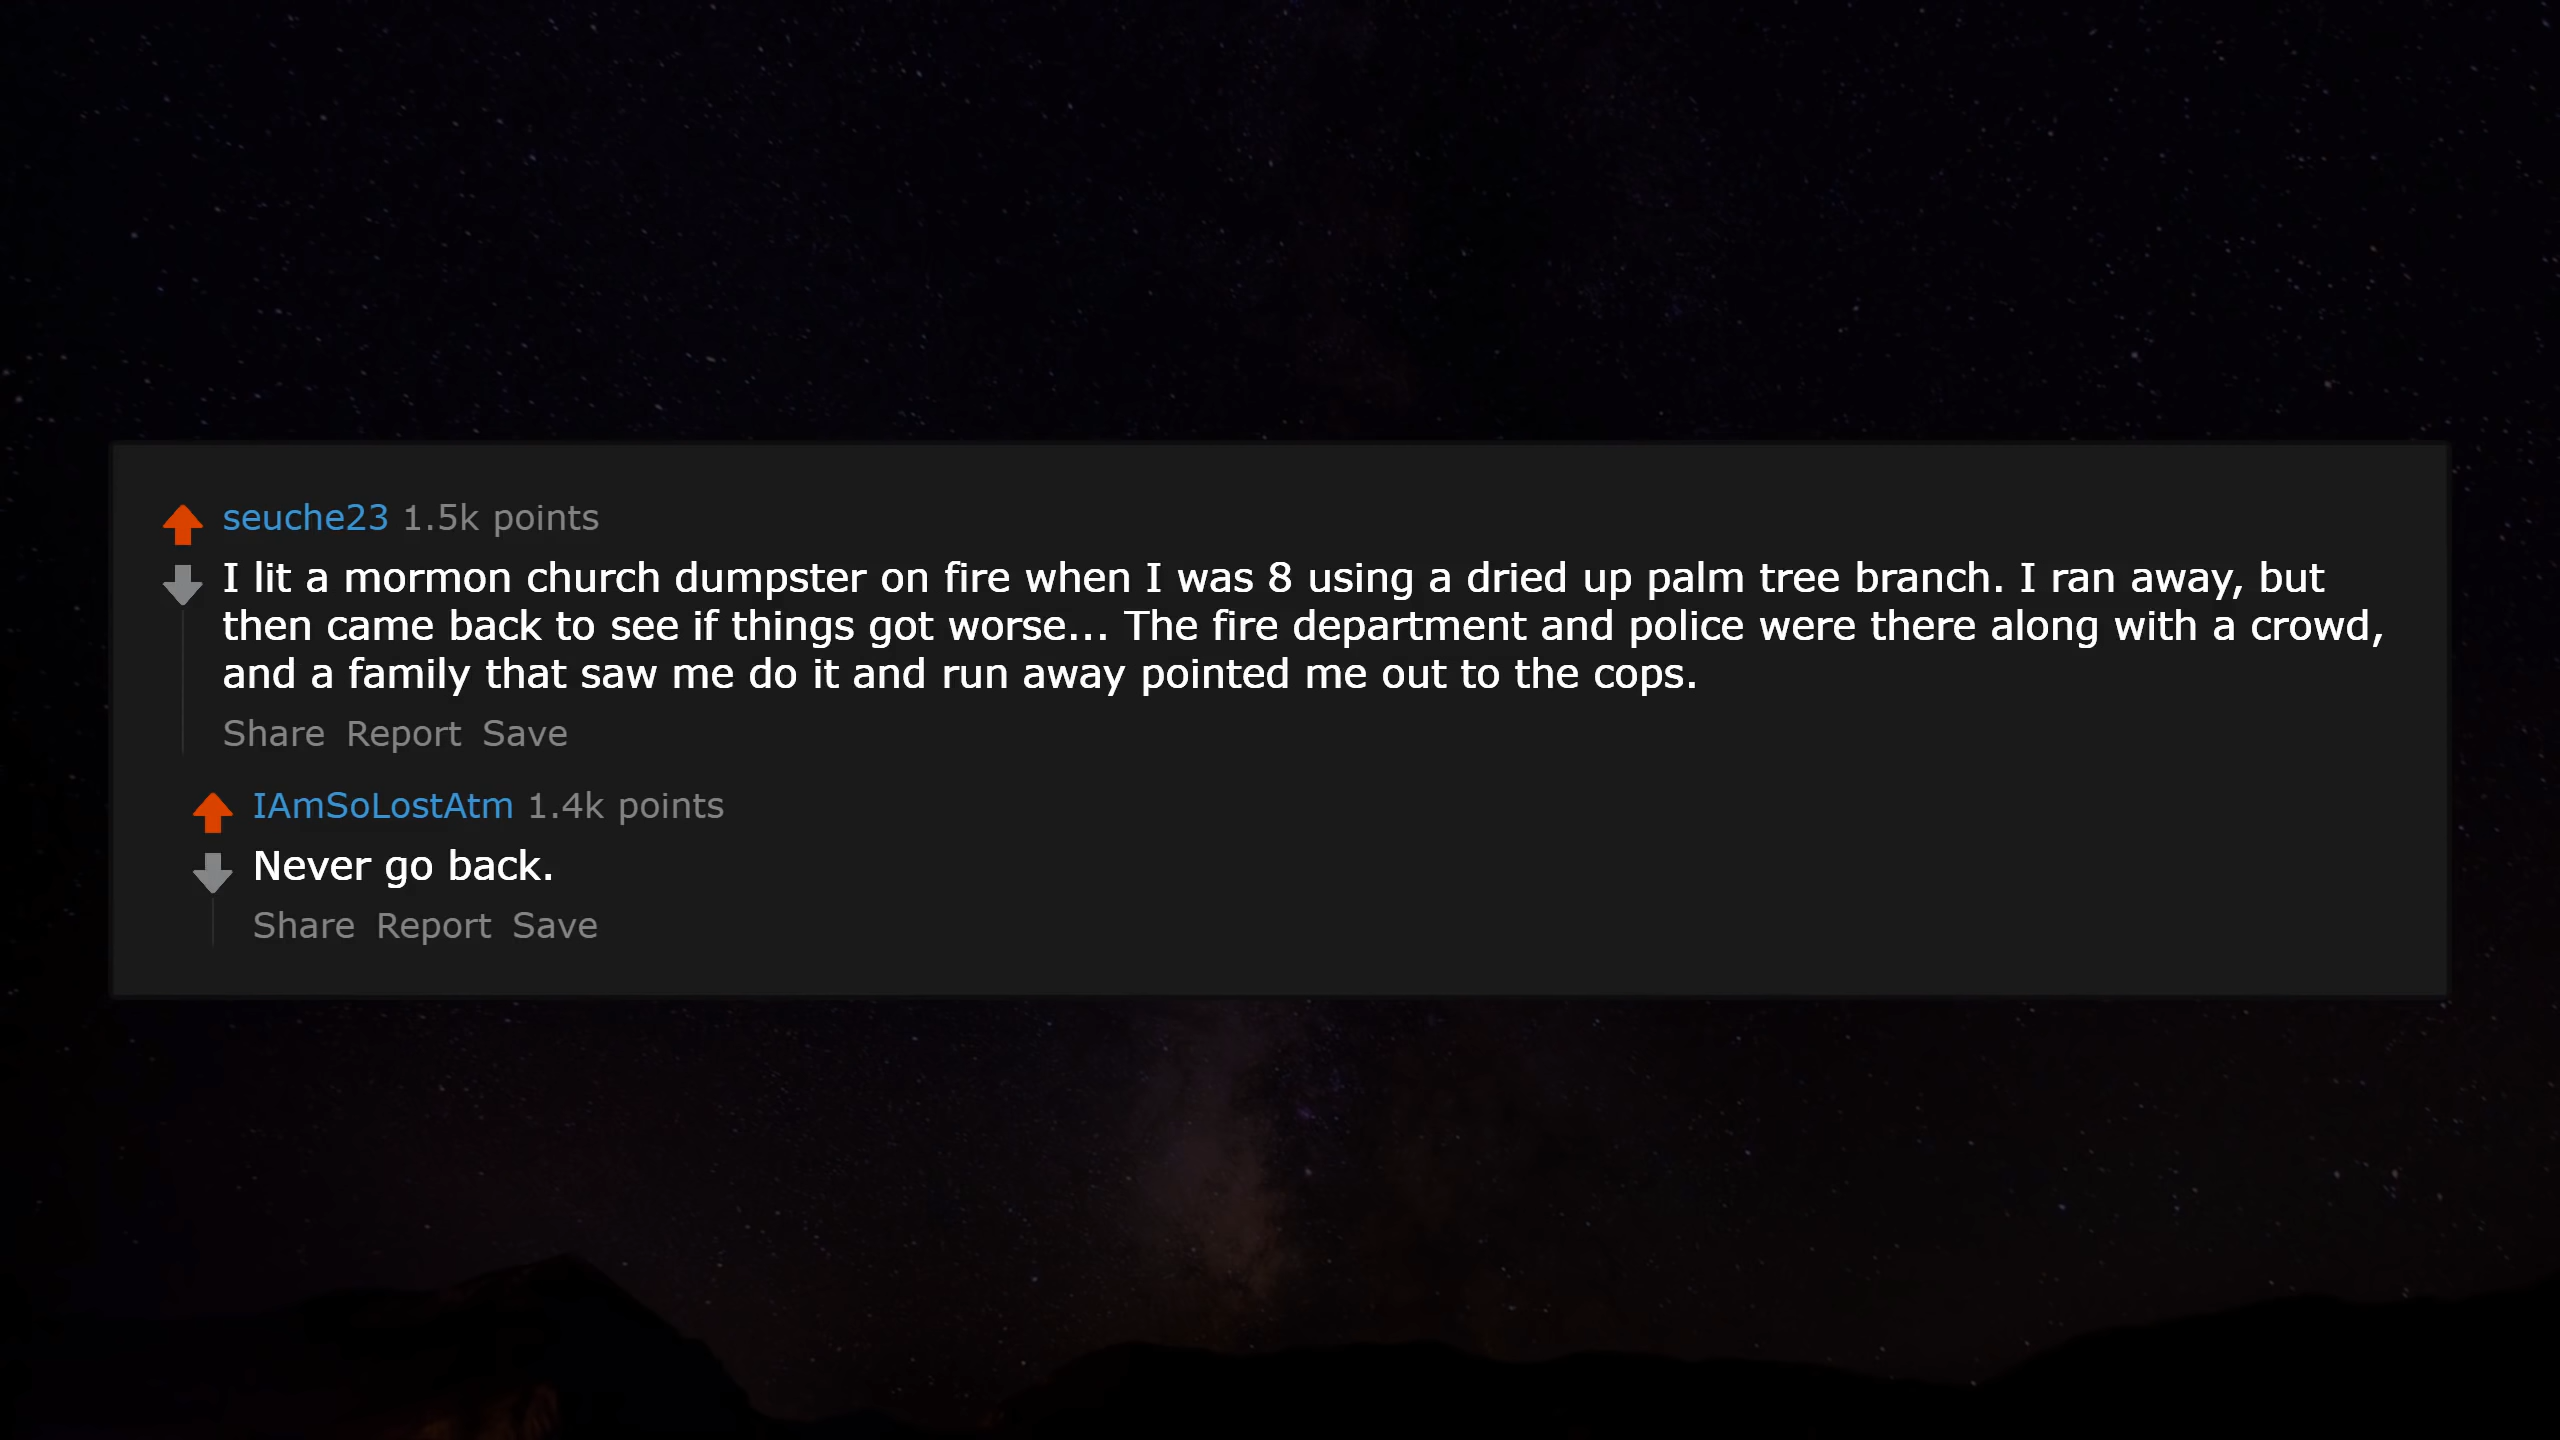 seuche23 1.5k points
I lit a mormon church dumpster on fire when I was 8 using a dried up palm tree branch. I ran away, but
then came back to see if things got worse... The fire department and police were there along with a crowd,
and a family that saw me do it and run away pointed me out to the cops.
Share Report Save
IAmSoLostAtm 1.4k points
Never go back.
Share Report Save